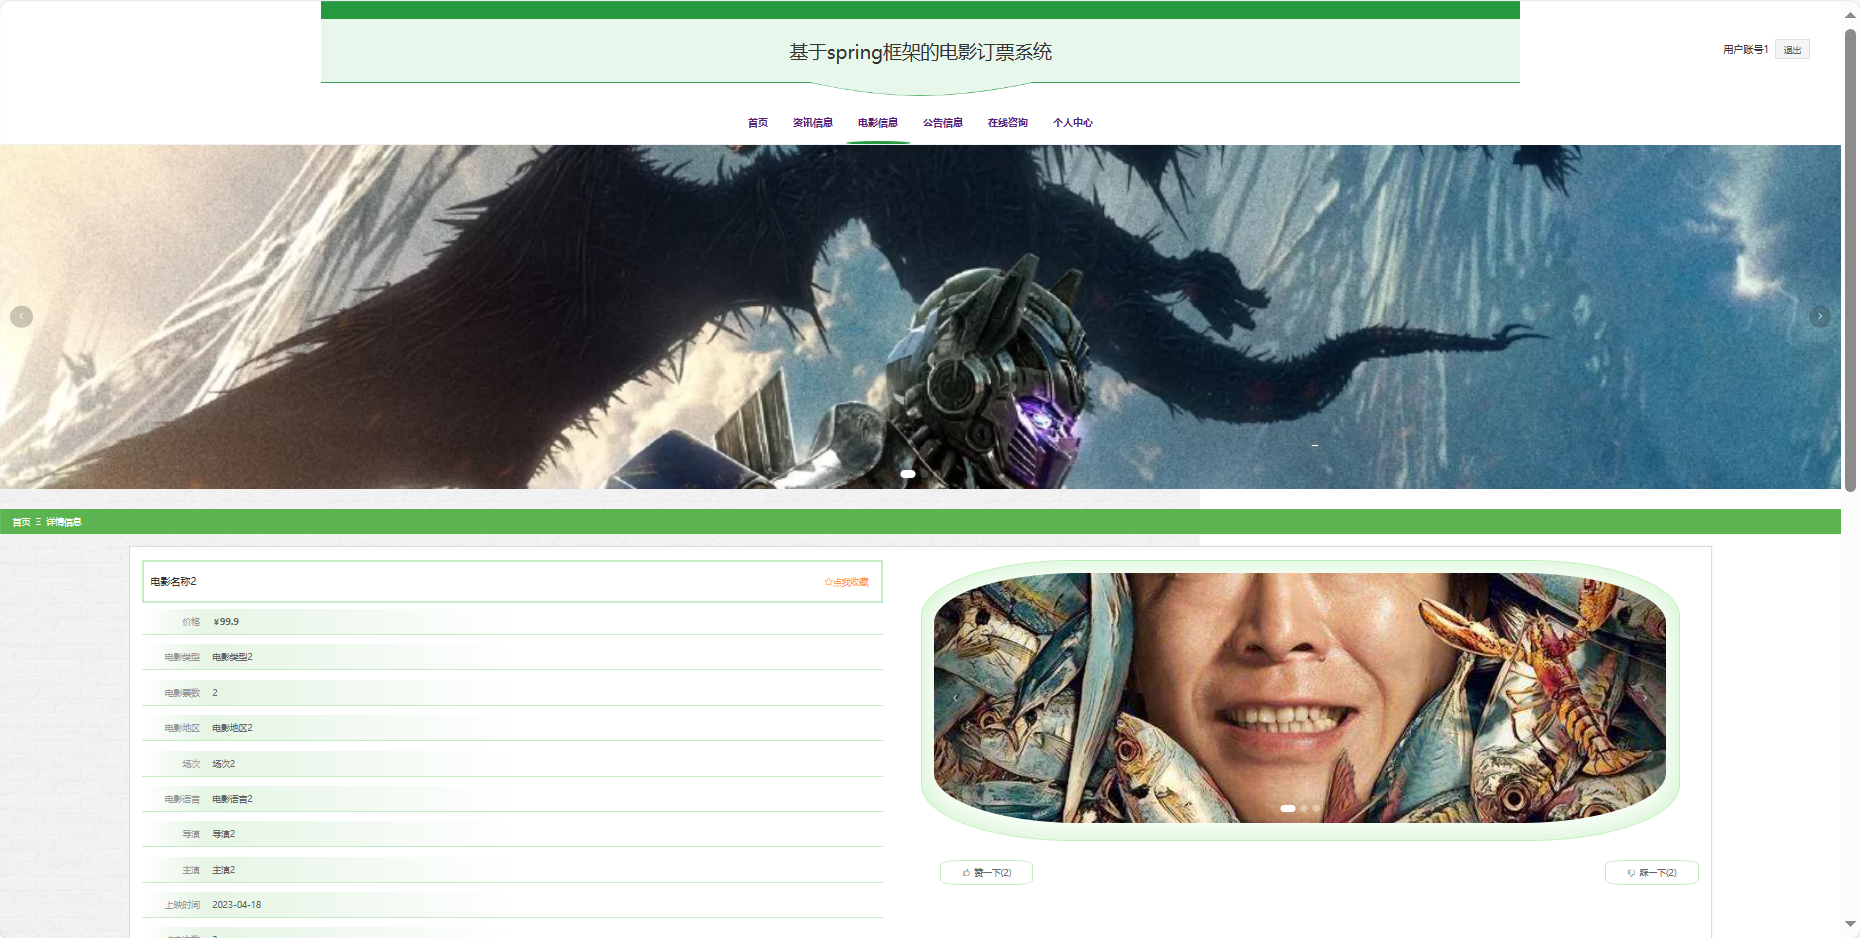 基于spring框架的电影订票系统
用户账号1 退出
首页 资讯信息 电影信息 公告信息 在线咨询 个人中心
首页 Ξ 详情信息
电影名称2 ☆点我收藏
价格 ¥99.9
电影类型 电影类型2
电影票数 2
电影地区 电影地区2
场次 场次2
电影语言 电影语言2
导演 导演2
主演 主演2
上映时间 2023-04-18
赞一下(2)
踩一下(2)